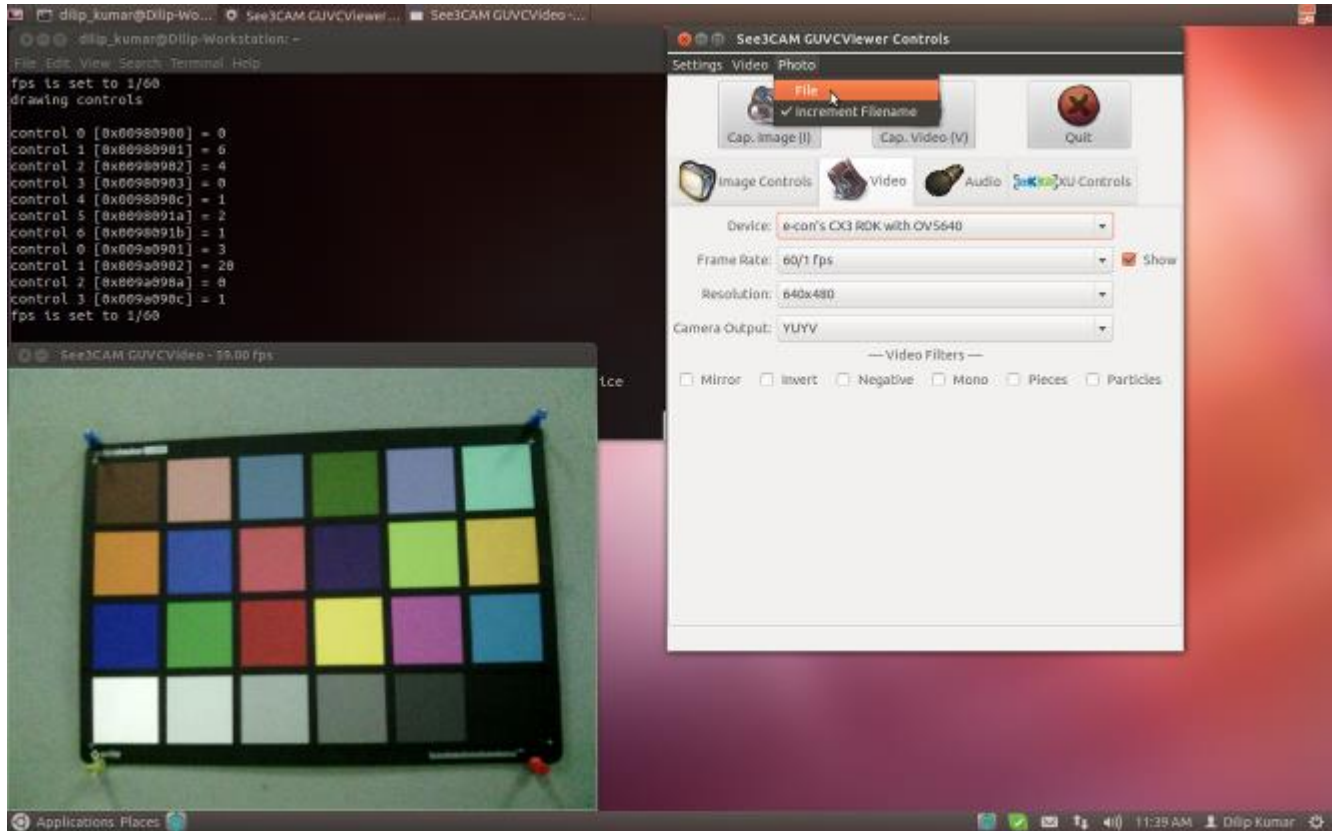 dilip_kumar@Dilip-Wo...
See3CAM GUVCViewer ...
See3CAM GUVCVideo -...
dilip_kumar@Dilip-Workstation: ~
File Edit View Search Terminal Help
fps is set to 1/60
drawing controls
control 0 [0x00980900] = 0
control 1 [0x00980901] = 6
control 2 [0x00980902] = 4
control 3 [0x00980903] = 0
control 4 [0x0098090c] = 1
control 5 [0x0098091a] = 2
control 6 [0x0098091b] = 1
control 0 [0x009a0901] = 3
control 1 [0x009a0902] = 20
control 2 [0x009a090a] = 0
control 3 [0x009a090c] = 1
fps is set to 1/60
ice
See3CAM GUVCVideo - 59.00 fps
See3CAM GUVCViewer Controls
Settings Video Photo
File
✓ Increment Filename
Cap. Image (I)
Cap. Video (V)
Quit
Image Controls
Video
Audio
XU Controls
Device: e-con's CX3 RDK with OV5640
Frame Rate: 60/1 fps
Show
Resolution: 640x480
Camera Output: YUYV
— Video Filters —
Mirror Invert Negative Mono Pieces Particles
Applications Places
11:39 AM
Dilip Kumar